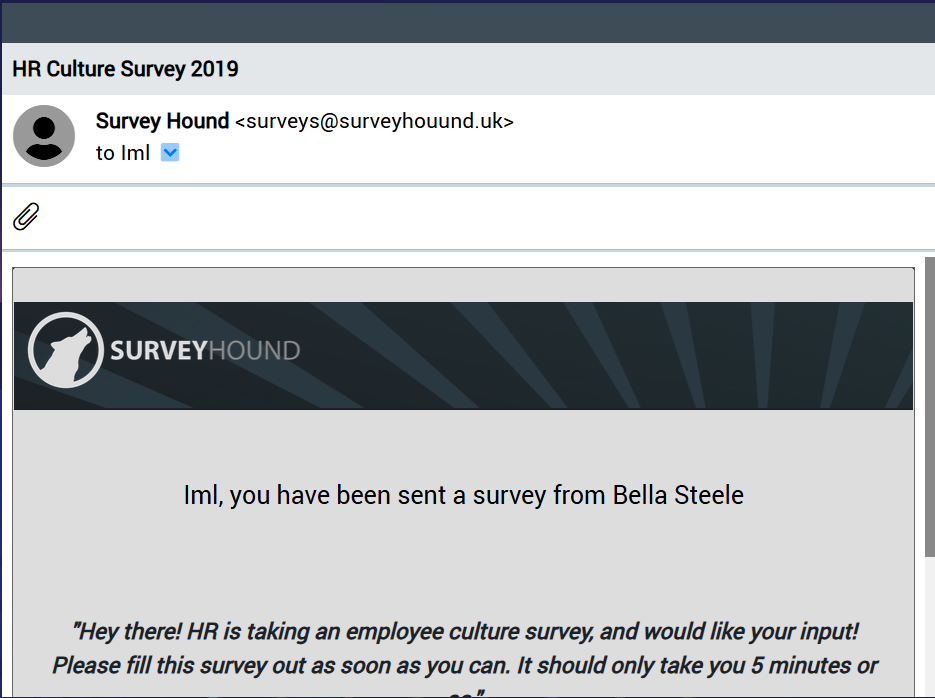 HR Culture Survey 2019
Survey Hound <surveys@surveyhouund.uk>
to Iml
SURVEYHOUND
Iml, you have been sent a survey from Bella Steele
"Hey there! HR is taking an employee culture survey, and would like your input!
Please fill this survey out as soon as you can. It should only take you 5 minutes or
so"